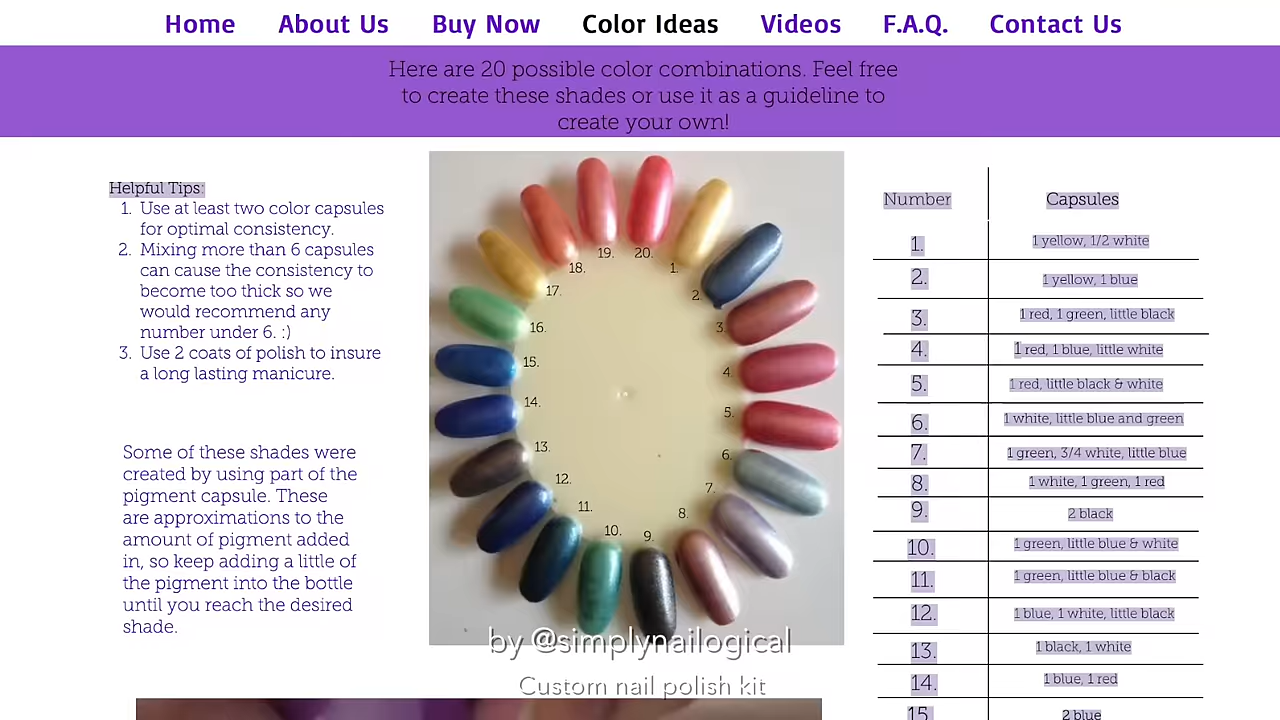 Home About Us Buy Now Color Ideas Videos F.A.Q. Contact Us
Here are 20 possible color combinations. Feel free
to create these shades or use it as a guideline to
create your own!
Helpful Tips:
1. Use at least two color capsules
for optimal consistency.
2. Mixing more than 6 capsules
can cause the consistency to
become too thick so we
would recommend any
number under 6. :)
3. Use 2 coats of polish to insure
a long lasting manicure.
Some of these shades were
created by using part of the
pigment capsule. These
are approximations to the
amount of pigment added
in, so keep adding a little of
the pigment into the bottle
until you reach the desired
shade.
19. 20.
18. 1.
17. 2.
16. 3.
15. 4.
14. 5.
13. 6.
12. 7.
11. 8.
10. 9.
by @simplynailogical
Custom nail polish kit
Number Capsules
1. 1 yellow, 1/2 white
2. 1 yellow, 1 blue
3. 1 red, 1 green, little black
4. 1 red, 1 blue, little white
5. 1 red, little black & white
6. 1 white, little blue and green
7. 1 green, 3/4 white, little blue
8. 1 white, 1 green, 1 red
9. 2 black
10. 1 green, little blue & white
11. 1 green, little blue & black
12. 1 blue, 1 white, little black
13. 1 black, 1 white
14. 1 blue, 1 red
15. 2 blue